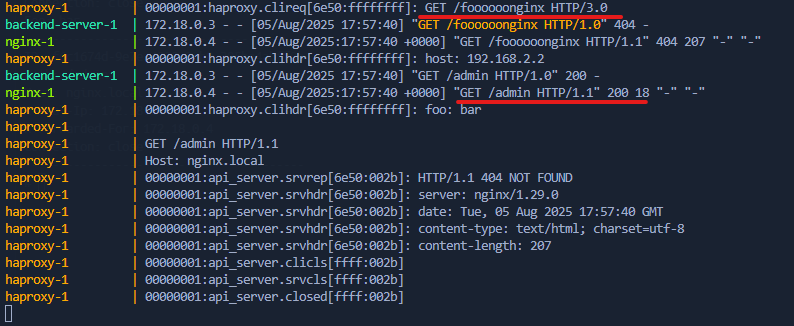 haproxy-1 | 00000001:haproxy.clireq[6e50:ffffffff]: GET /foooooonginx HTTP/3.0
backend-server-1 | 172.18.0.3 - - [05/Aug/2025 17:57:40] "GET /foooooonginx HTTP/1.0" 404 -
nginx-1 | 172.18.0.4 - - [05/Aug/2025:17:57:40 +0000] "GET /foooooonginx HTTP/1.1" 404 207 "-" "-"
haproxy-1 | 00000001:haproxy.clihdr[6e50:ffffffff]: host: 192.168.2.2
backend-server-1 | 172.18.0.3 - - [05/Aug/2025 17:57:40] "GET /admin HTTP/1.0" 200 -
nginx-1 | 172.18.0.4 - - [05/Aug/2025:17:57:40 +0000] "GET /admin HTTP/1.1" 200 18 "-" "-"
haproxy-1 | 00000001:haproxy.clihdr[6e50:ffffffff]: foo: bar
haproxy-1 |
haproxy-1 | GET /admin HTTP/1.1
haproxy-1 | Host: nginx.local
haproxy-1 | 00000001:api_server.srvrep[6e50:002b]: HTTP/1.1 404 NOT FOUND
haproxy-1 | 00000001:api_server.srvhdr[6e50:002b]: server: nginx/1.29.0
haproxy-1 | 00000001:api_server.srvhdr[6e50:002b]: date: Tue, 05 Aug 2025 17:57:40 GMT
haproxy-1 | 00000001:api_server.srvhdr[6e50:002b]: content-type: text/html; charset=utf-8
haproxy-1 | 00000001:api_server.srvhdr[6e50:002b]: content-length: 207
haproxy-1 | 00000001:api_server.clicls[ffff:002b]
haproxy-1 | 00000001:api_server.srvcls[ffff:002b]
haproxy-1 | 00000001:api_server.closed[ffff:002b]